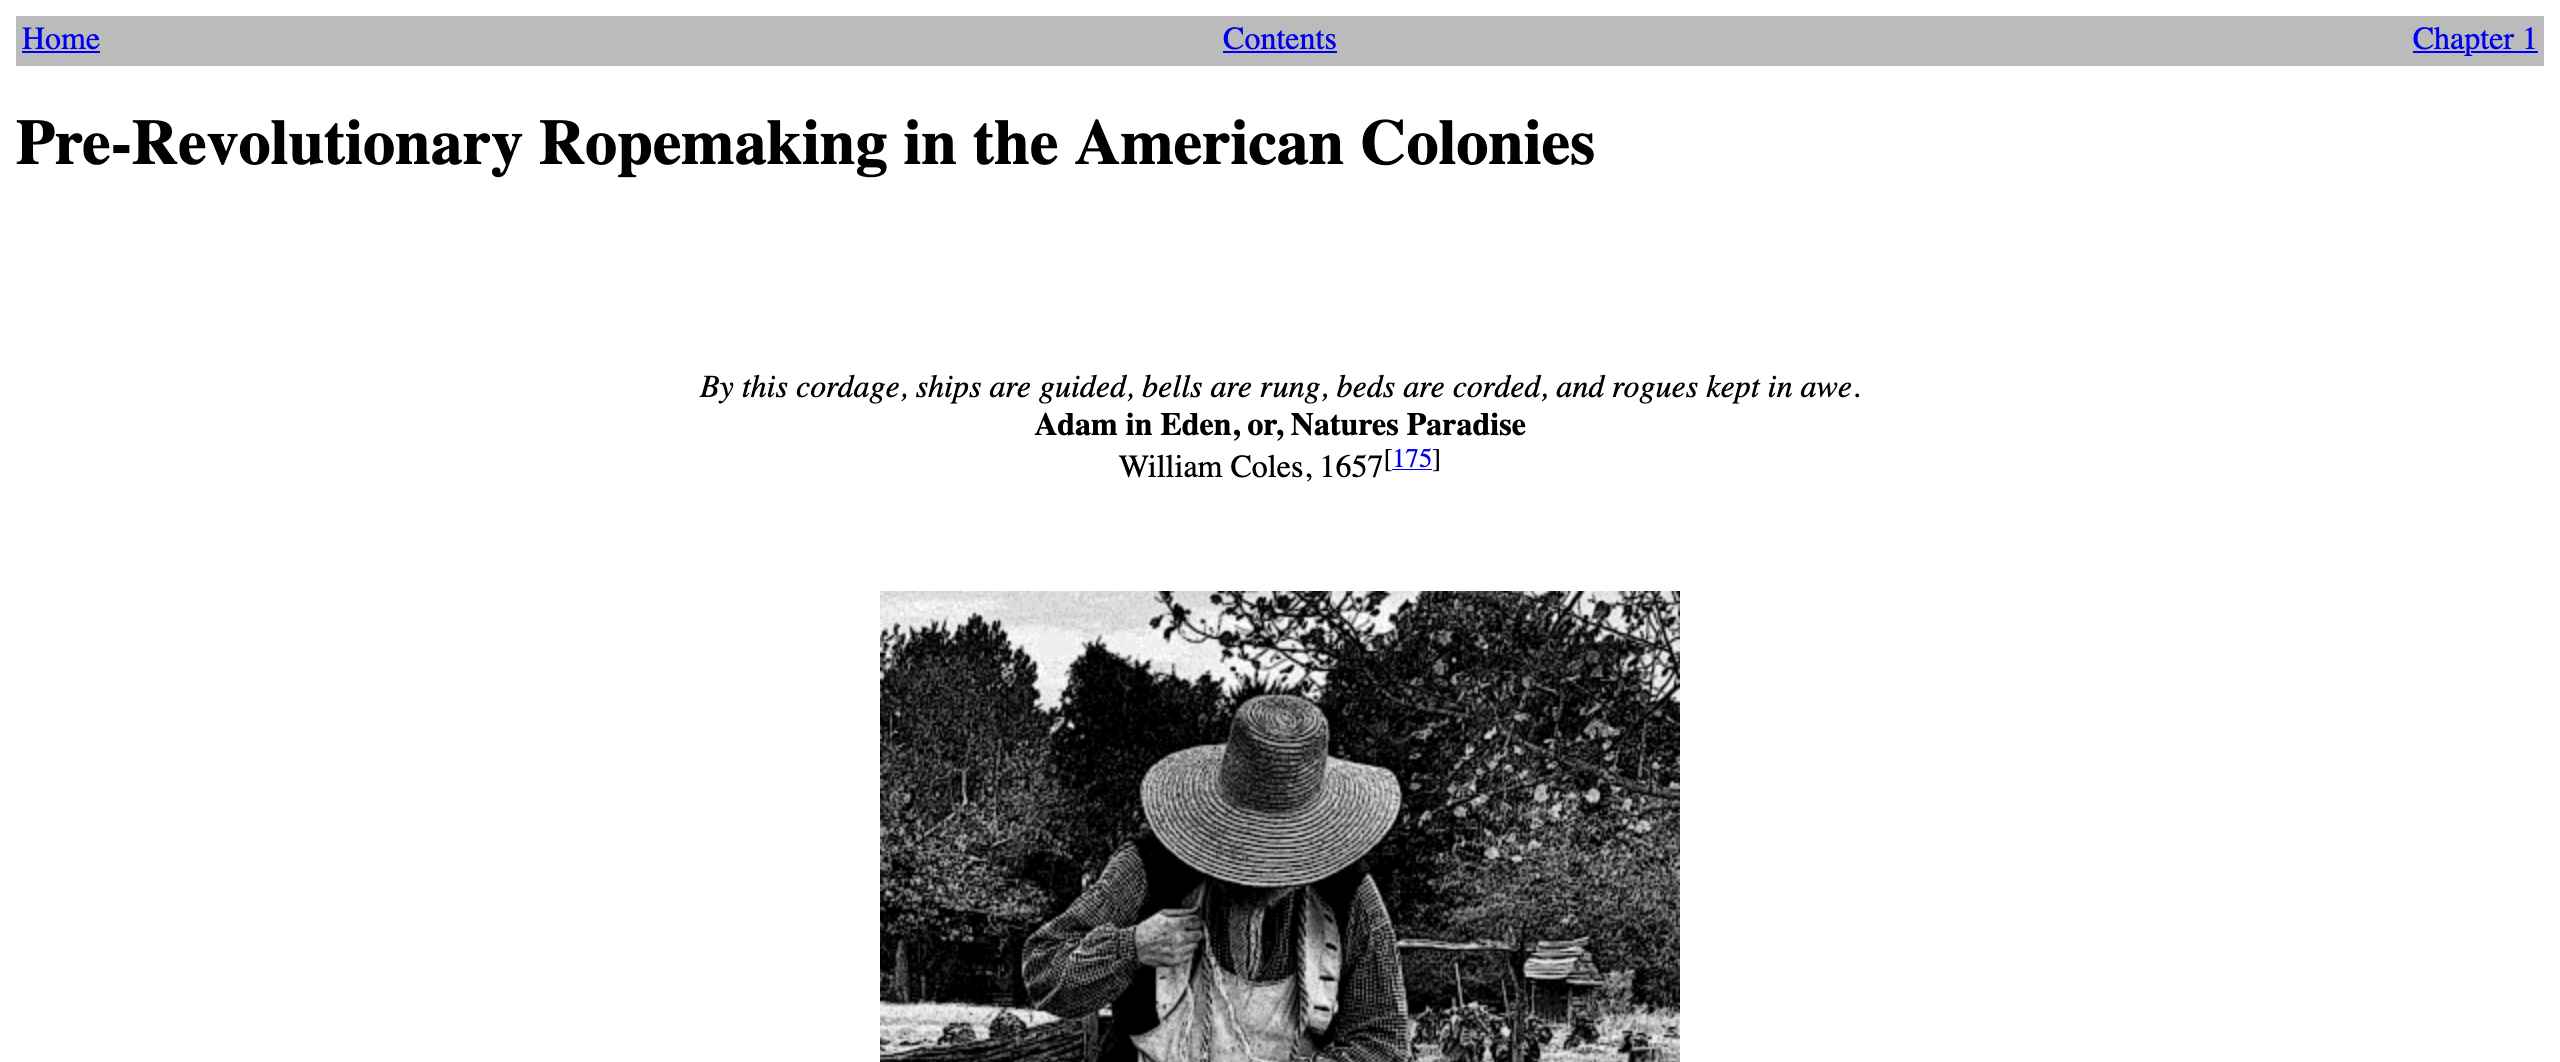 Home Contents Chapter 1
Pre-Revolutionary Ropemaking in the American Colonies
By this cordage, ships are guided, bells are rung, beds are corded, and rogues kept in awe.
Adam in Eden, or, Natures Paradise
William Coles, 1657[175]